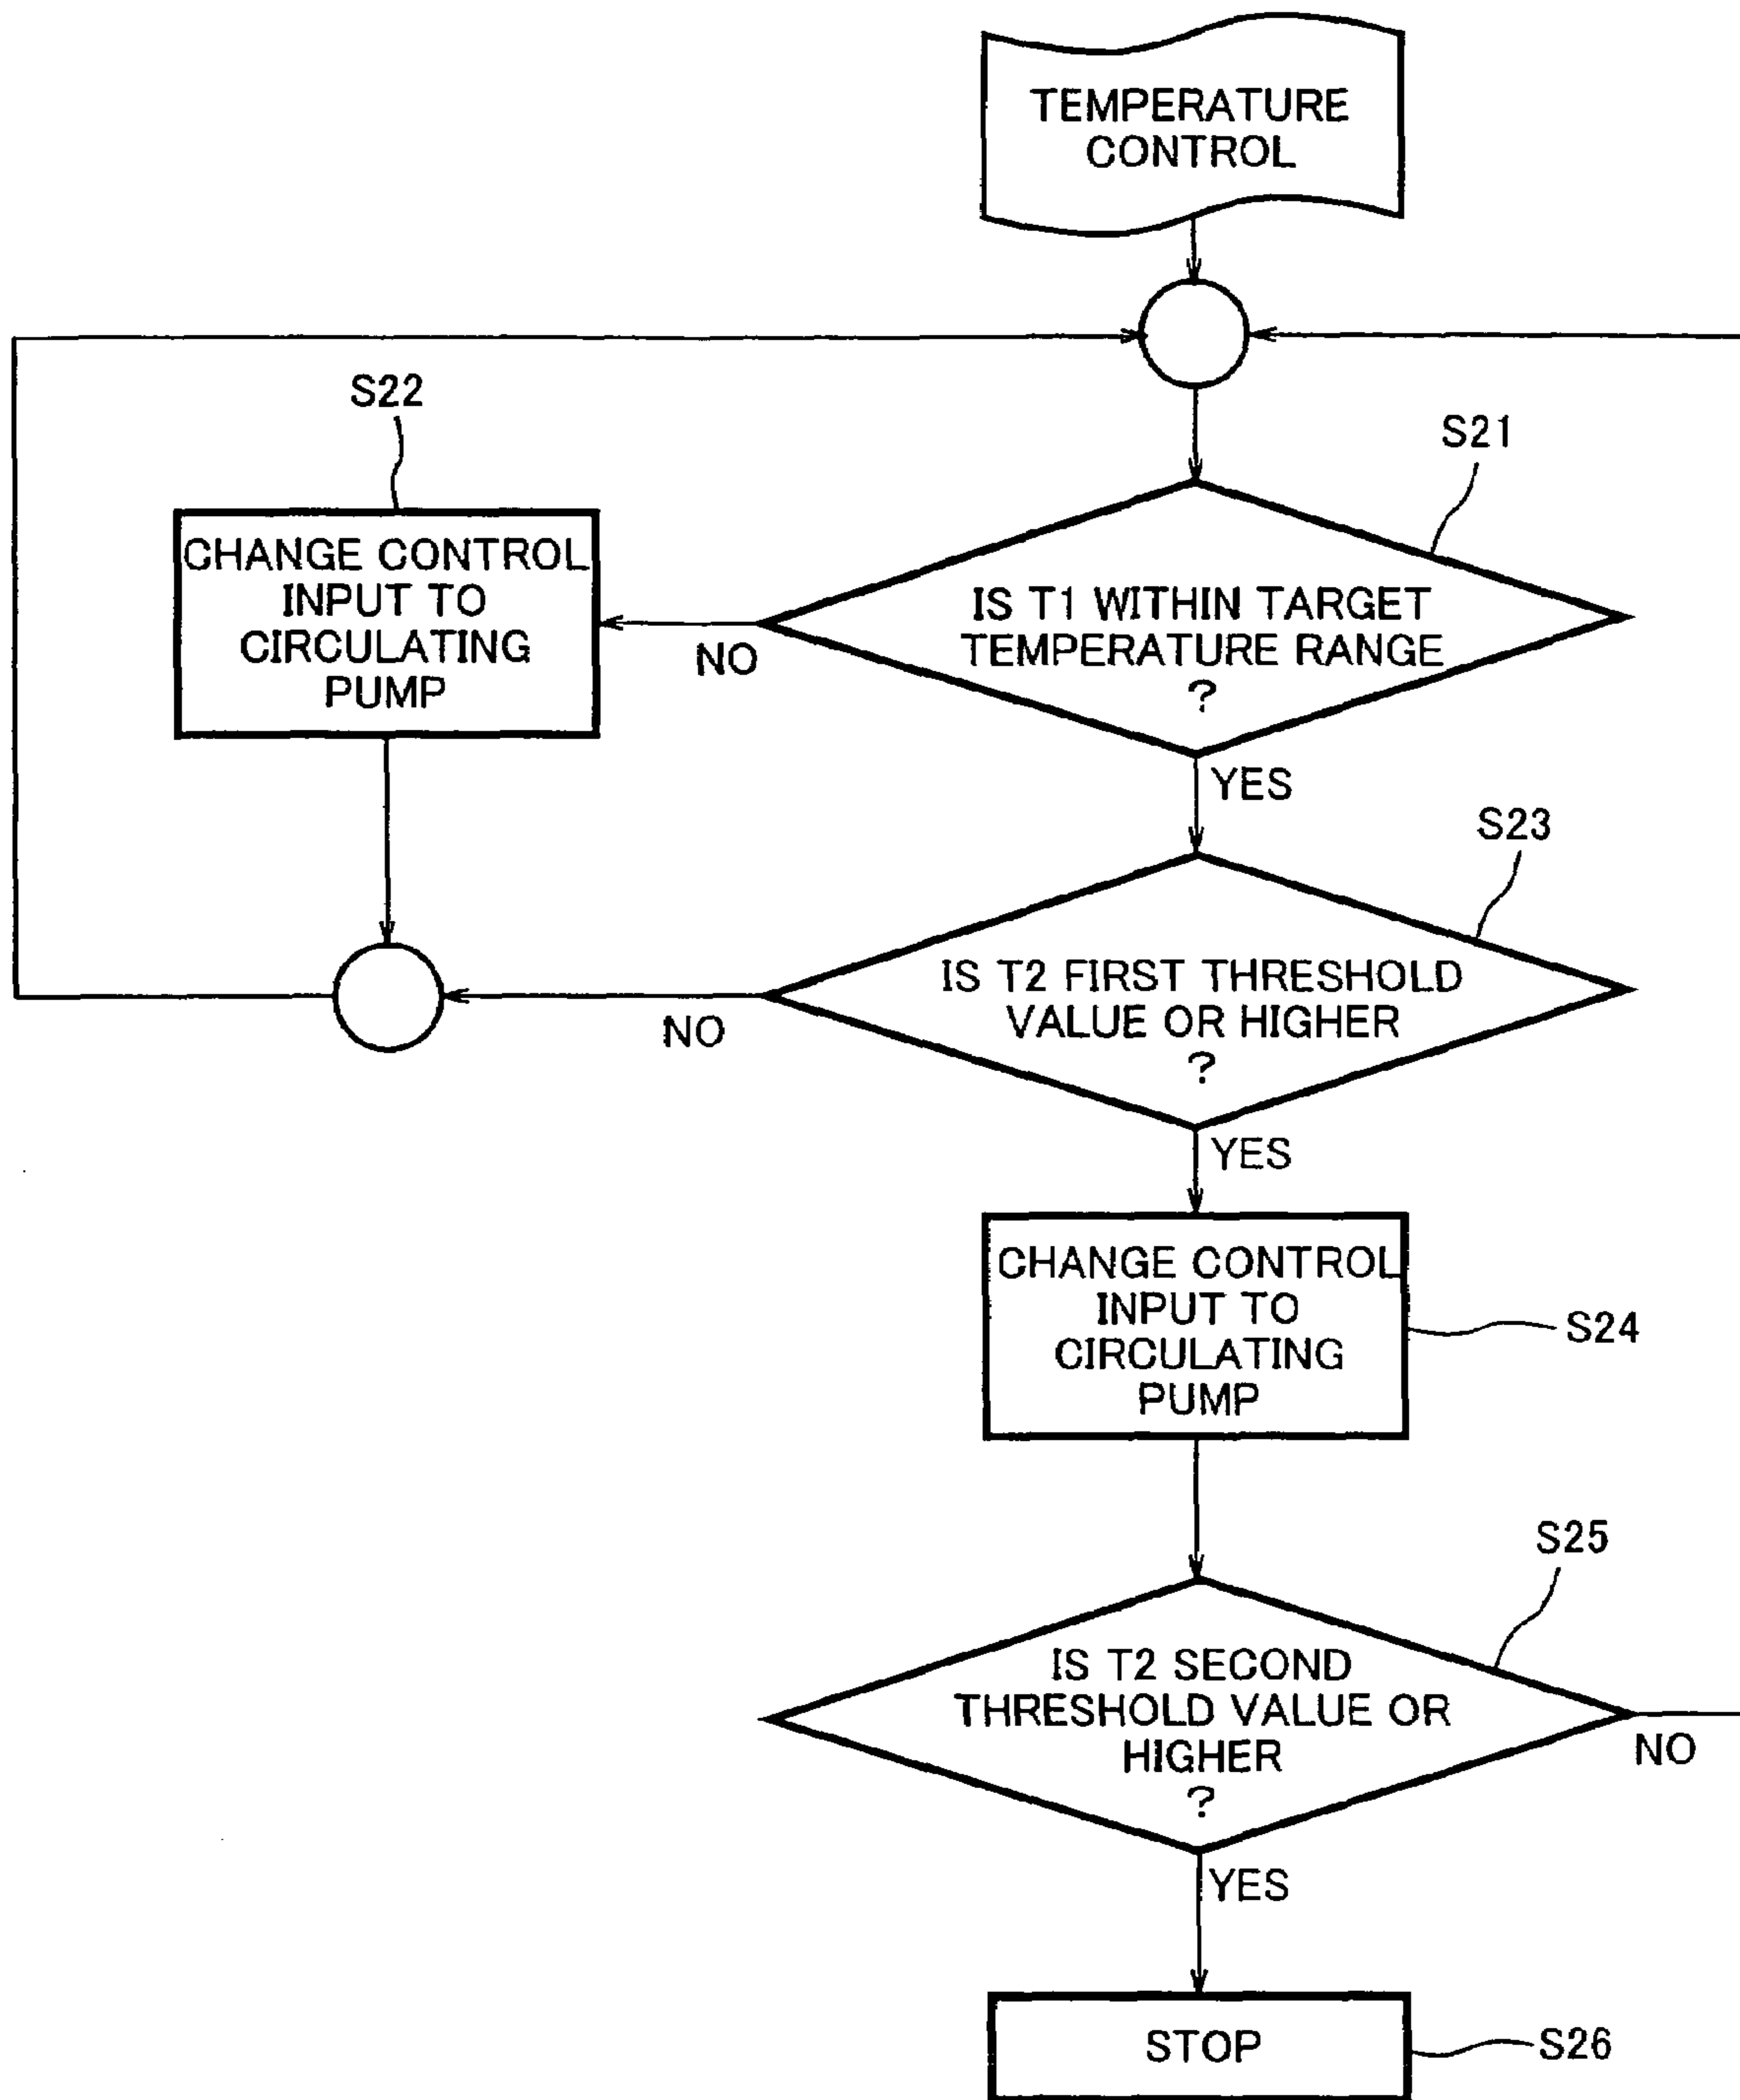 TEMPERATURE
CONTROL
S22
S21
CHANGE CONTROL
INPUT TO
CIRCULATING
PUMP
NO
IS T1 WITHIN TARGET
TEMPERATURE RANGE
?
YES
S23
IS T2 FIRST THRESHOLD
VALUE OR HIGHER
?
NO
YES
CHANGE CONTROL
INPUT TO
CIRCULATING
PUMP
S24
S25
IS T2 SECOND
THRESHOLD VALUE OR
HIGHER
?
NO
YES
STOP
S26